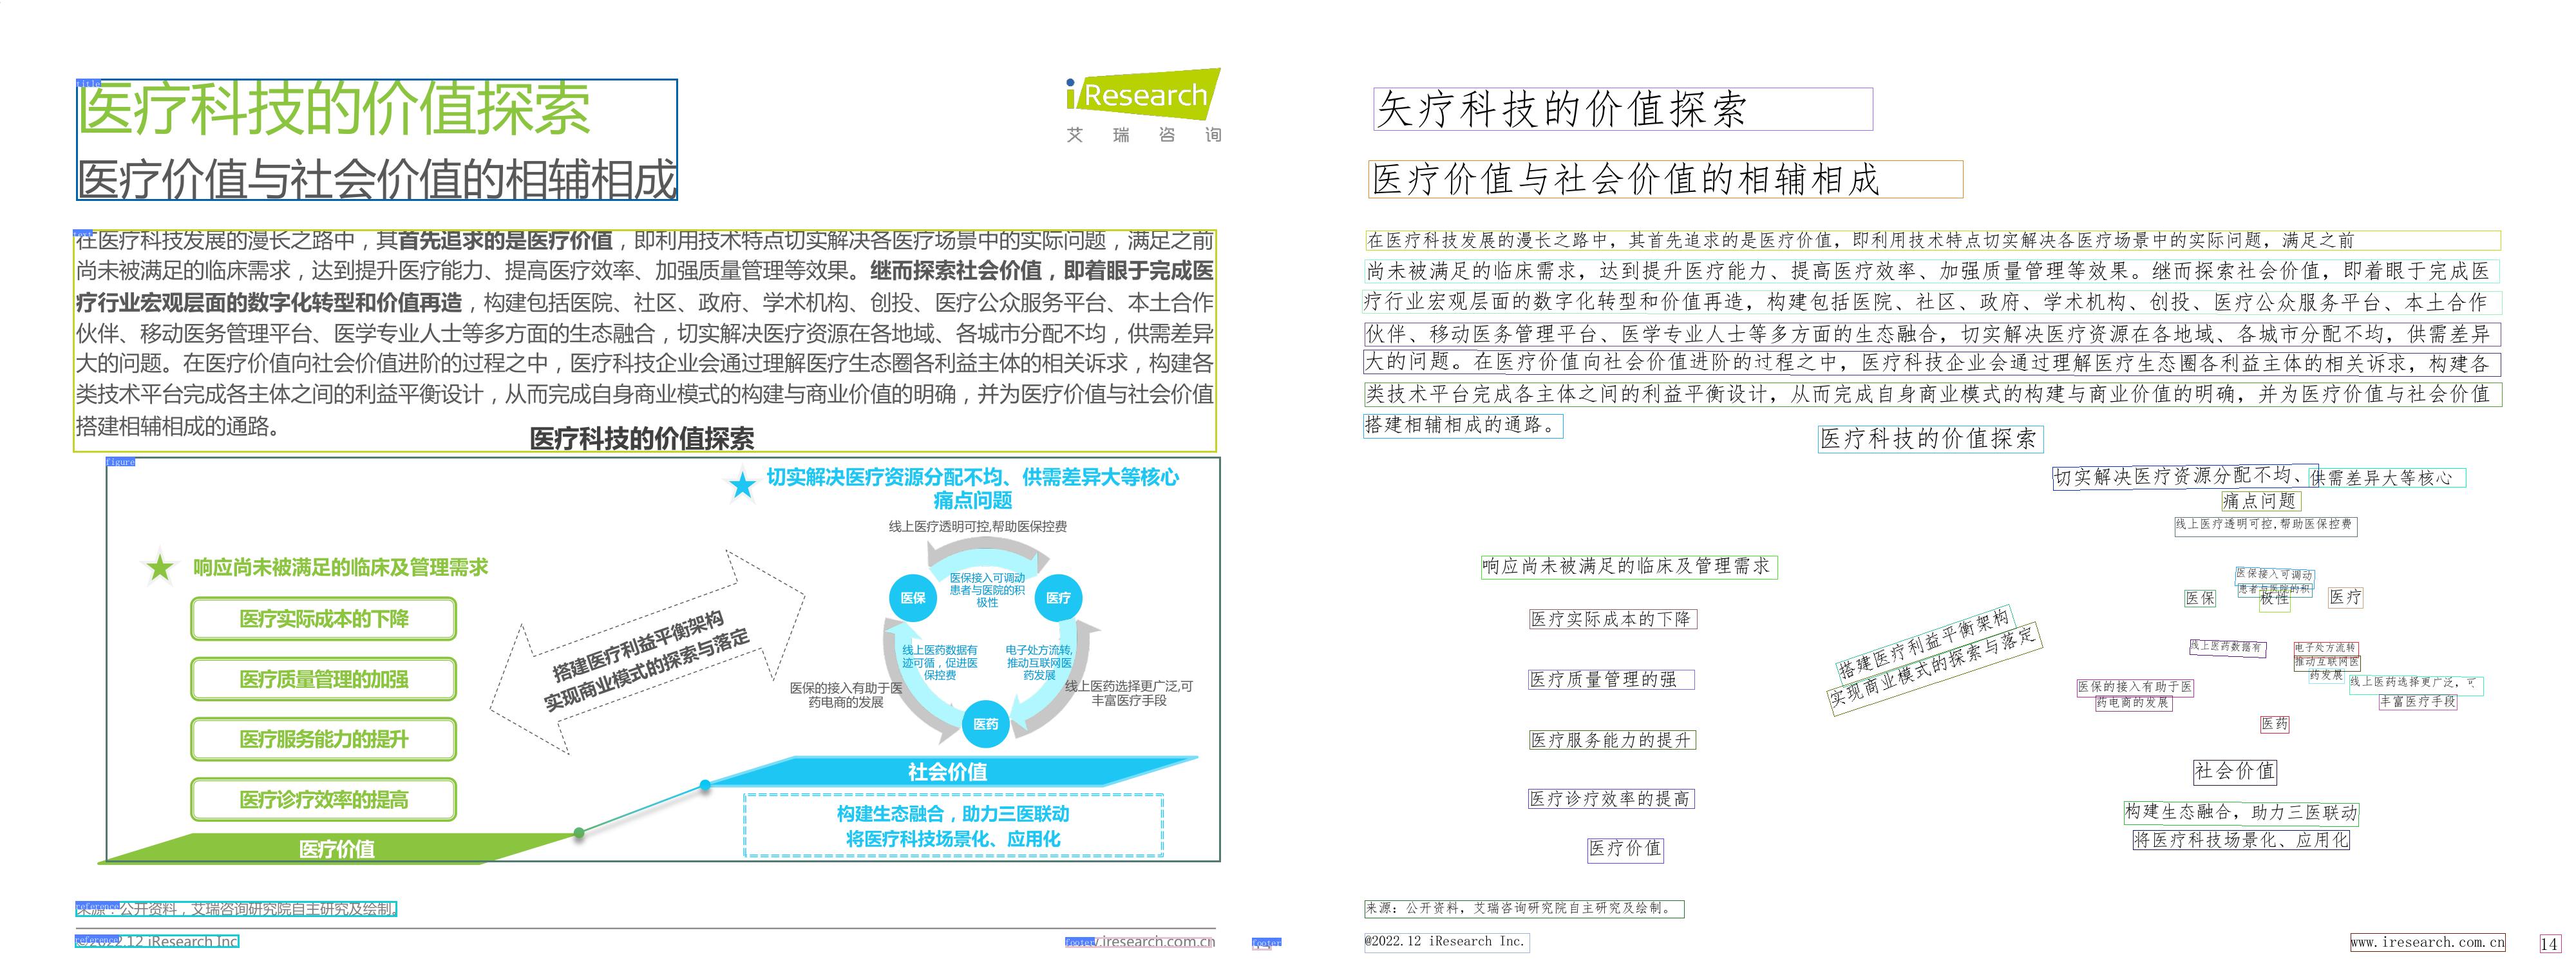 医疗科技的价值探索
医疗价值与社会价值的相辅相成
iResearch
艾瑞咨询
在医疗科技发展的漫长之路中，其首先追求的是医疗价值，即利用技术特点切实解决各医疗场景中的实际问题，满足之前
尚未被满足的临床需求，达到提升医疗能力、提高医疗效率、加强质量管理等效果。继而探索社会价值，即着眼于完成医
疗行业宏观层面的数字化转型和价值再造，构建包括医院、社区、政府、学术机构、创投、医疗公众服务平台、本土合作
伙伴、移动医务管理平台、医学专业人士等多方面的生态融合，切实解决医疗资源在各地域、各城市分配不均，供需差异
大的问题。在医疗价值向社会价值进阶的过程之中，医疗科技企业会通过理解医疗生态圈各利益主体的相关诉求，构建各
类技术平台完成各主体之间的利益平衡设计，从而完成自身商业模式的构建与商业价值的明确，并为医疗价值与社会价值
搭建相辅相成的通路。
医疗科技的价值探索
figure
切实解决医疗资源分配不均、供需差异大等核心
痛点问题
线上医疗透明可控,帮助医保控费
响应尚未被满足的临床及管理需求
医疗实际成本的下降
医疗质量管理的加强
医疗服务能力的提升
医疗诊疗效率的提高
医疗价值
搭建医疗利益平衡架构
实现商业模式的探索与落定
医保
医保接入可调动
患者与医院的积
极性
医疗
线上医药数据有
迹可循，促进医
保控费
电子处方流转,
推动互联网医
药发展
医保的接入有助于医
药电商的发展
线上医药选择更广泛,可
丰富医疗手段
医药
社会价值
构建生态融合，助力三医联动
将医疗科技场景化、应用化
reference
来源：公开资料，艾瑞咨询研究院自主研究及绘制。
reference
©2022.12 iResearch Inc
footer
.iresearch.com.cn
footer
矢疗科技的价值探索
医疗价值与社会价值的相辅相成
在医疗科技发展的漫长之路中，其首先追求的是医疗价值，即利用技术特点切实解决各医疗场景中的实际问题，满足之前
尚未被满足的临床需求，达到提升医疗能力、提高医疗效率、加强质量管理等效果。继而探索社会价值，即着眼于完成医
疗行业宏观层面的数字化转型和价值再造，构建包括医院、社区、政府、学术机构、创投、医疗公众服务平台、本土合作
伙伴、移动医务管理平台、医学专业人士等多方面的生态融合，切实解决医疗资源在各地域、各城市分配不均，供需差异
大的问题。在医疗价值向社会价值进阶的过程之中，医疗科技企业会通过理解医疗生态圈各利益主体的相关诉求，构建各
类技术平台完成各主体之间的利益平衡设计，从而完成自身商业模式的构建与商业价值的明确，并为医疗价值与社会价值
搭建相辅相成的通路。
医疗科技的价值探索
切实解决医疗资源分配不均、供需差异大等核心
痛点问题
线上医疗透明可控,帮助医保控费
响应尚未被满足的临床及管理需求
医疗实际成本的下降
医疗质量管理的强
医疗服务能力的提升
医疗诊疗效率的提高
医疗价值
搭建医疗利益平衡架构
实现商业模式的探索与落定
医保接入可调动
患者与医院的积
极性
医保
医疗
线上医药数据有
电子处方流转
推动互联网医
药发展
医保的接入有助于医
药电商的发展
线上医药选择更广泛，可
丰富医疗手段
医药
社会价值
构建生态融合，助力三医联动
将医疗科技场景化、应用化
来源：公开资料，艾瑞咨询研究院自主研究及绘制。
@2022.12 iResearch Inc.
www.iresearch.com.cn
14